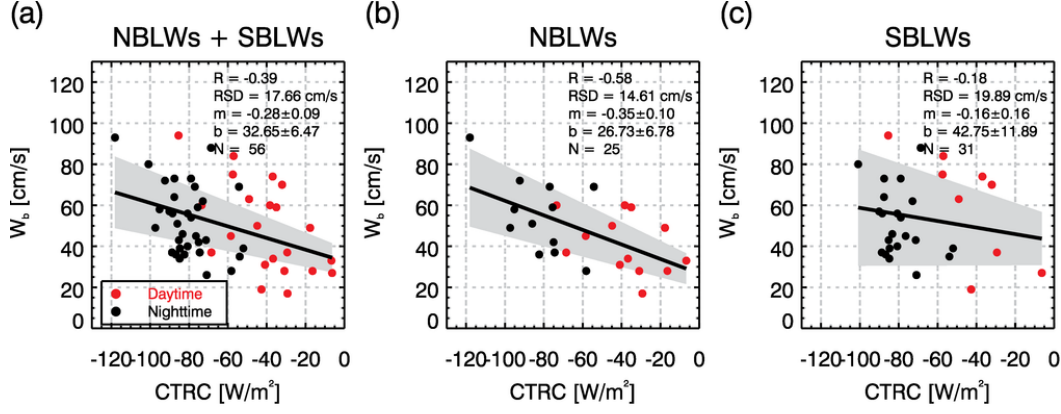 (a)
NBLWs + SBLWs
R = -0.39
RSD = 17.66 cm/s
m = -0.28±0.09
b = 32.65±6.47
N = 56
120
100
80
60
40
20
0
W_b [cm/s]
Daytime
Nighttime
-120 -100 -80 -60 -40 -20 0
CTRC [W/m²]
(b)
NBLWs
R = -0.58
RSD = 14.61 cm/s
m = -0.35±0.10
b = 26.73±6.78
N = 25
120
100
80
60
40
20
0
W_b [cm/s]
-120 -100 -80 -60 -40 -20 0
CTRC [W/m²]
(c)
SBLWs
R = -0.18
RSD = 19.89 cm/s
m = -0.16±0.16
b = 42.75±11.89
N = 31
120
100
80
60
40
20
0
W_b [cm/s]
-120 -100 -80 -60 -40 -20 0
CTRC [W/m²]